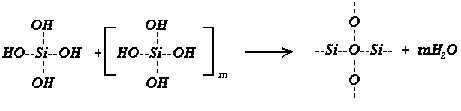 OH OH O
HO--Si--OH + [HO--Si--OH]m --Si--O--Si-- + mH2O
OH OH O